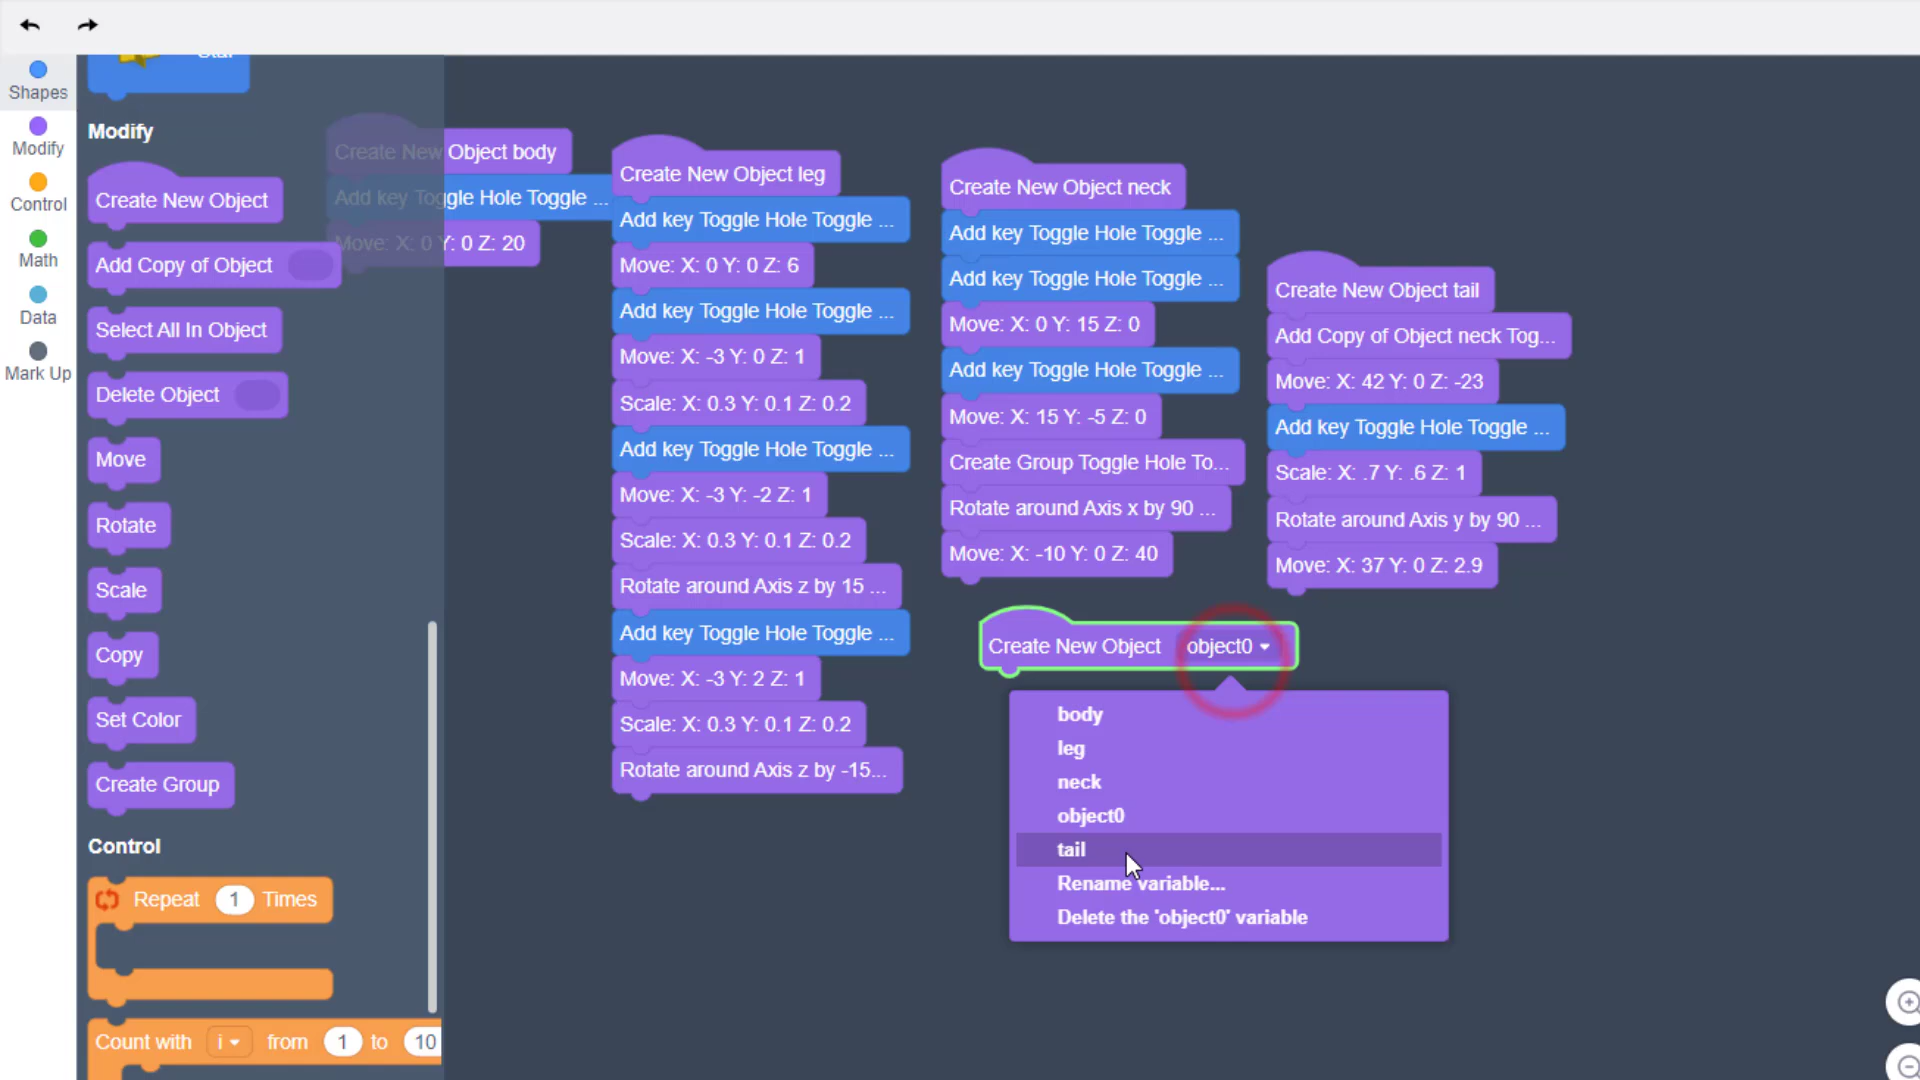 Shapes
Modify
Control
Math
Data
Mark Up
Star
Modify
Create New Object
Add Copy of Object
Select All In Object
Delete Object
Move
Rotate
Scale
Copy
Set Color
Create Group
Control
Repeat 1 Times
Count with i from 1 to 10
Create New Object body
Add key Toggle Hole Toggle ...
Move: X: 0 Y: 0 Z: 20
Create New Object leg
Add key Toggle Hole Toggle ...
Move: X: 0 Y: 0 Z: 6
Add key Toggle Hole Toggle ...
Move: X: -3 Y: 0 Z: 1
Scale: X: 0.3 Y: 0.1 Z: 0.2
Add key Toggle Hole Toggle ...
Move: X: -3 Y: -2 Z: 1
Scale: X: 0.3 Y: 0.1 Z: 0.2
Rotate around Axis z by 15 ...
Add key Toggle Hole Toggle ...
Move: X: -3 Y: 2 Z: 1
Scale: X: 0.3 Y: 0.1 Z: 0.2
Rotate around Axis z by -15...
Create New Object neck
Add key Toggle Hole Toggle ...
Add key Toggle Hole Toggle ...
Move: X: 0 Y: 15 Z: 0
Add key Toggle Hole Toggle ...
Move: X: 15 Y: -5 Z: 0
Create Group Toggle Hole To...
Rotate around Axis x by 90 ...
Move: X: -10 Y: 0 Z: 40
Create New Object tail
Add Copy of Object neck Tog...
Move: X: 42 Y: 0 Z: -23
Add key Toggle Hole Toggle ...
Scale: X: .7 Y: .6 Z: 1
Rotate around Axis y by 90 ...
Move: X: 37 Y: 0 Z: 2.9
Create New Object object0
body
leg
neck
object0
tail
Rename variable...
Delete the 'object0' variable